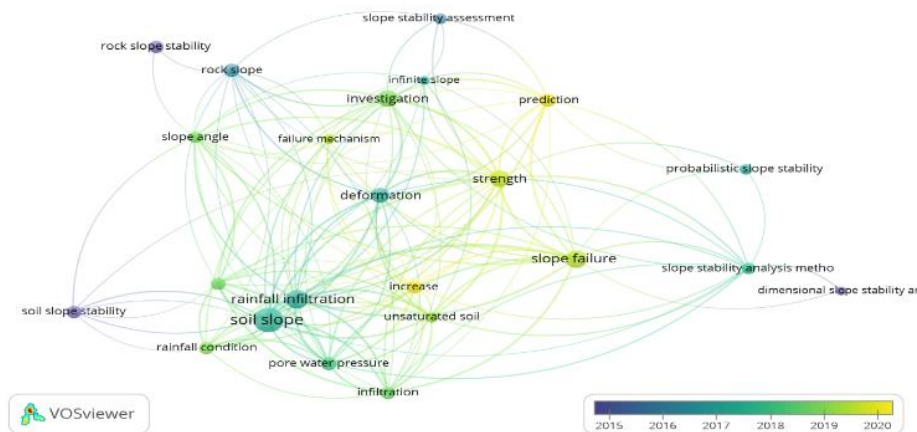 slope stability assessment
rock slope stability
rock slope
infinite slope
investigation
prediction
slope angle
failure mechanism
probabilistic slope stability
strength
deformation
slope failure
slope stability analysis metho
increase
dimensional slope stability an
rainfall infiltration
soil slope stability
soil slope
unsaturated soil
rainfall condition
pore water pressure
infiltration
VOSviewer
2015 2016 2017 2018 2019 2020